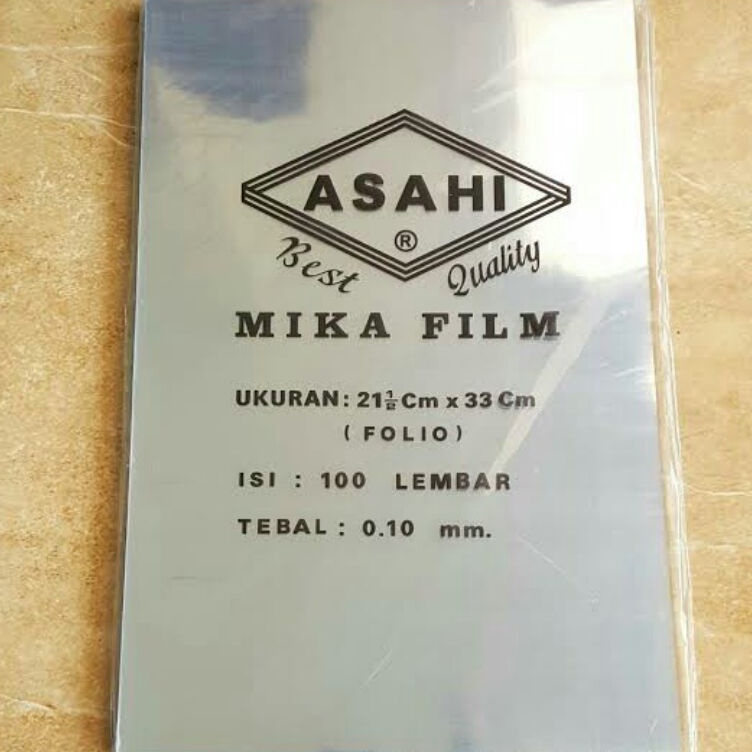 ASAHI
®
Best Quality
MIKA FILM
UKURAN: 21½ Cm x 33 Cm
( FOLIO )
ISI : 100 LEMBAR
TEBAL : 0.10 mm.